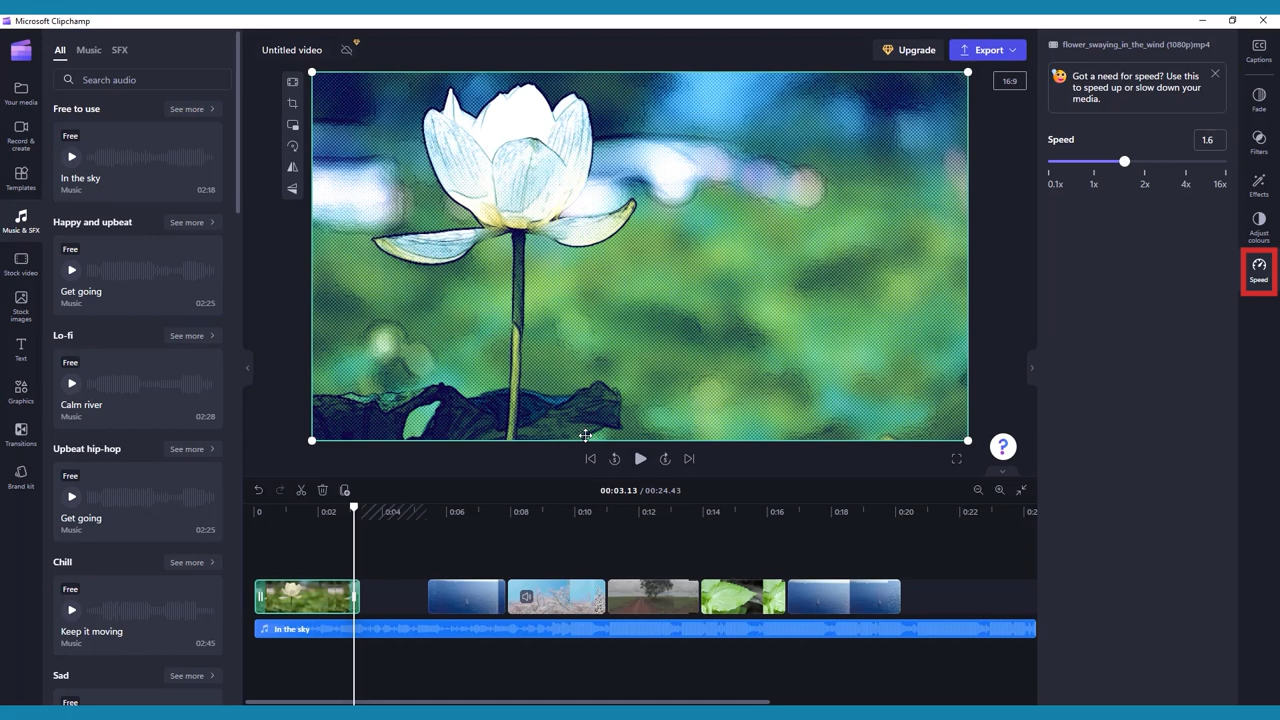 Microsoft Clipchamp
All
Music
SFX
Search audio
Free to use
See more
Free
In the sky
Music
02:18
Happy and upbeat
See more
Free
Get going
Music
02:25
Lo-fi
See more
Free
Calm river
Music
02:28
Upbeat hip-hop
See more
Free
Get going
Music
02:25
Chill
See more
Free
Keep it moving
Music
02:45
Sad
See more
Free
Your media
Record & create
Templates
Music & SFX
Stock video
Stock images
Text
Graphics
Transitions
Brand kit
Untitled video
Upgrade
Export
16:9
5
5
?
00:03.13 / 00:24.43
0
0:02
0:04
0:06
0:08
0:10
0:12
0:14
0:16
0:18
0:20
0:22
0:2
In the sky
flower_swaying_in_the_wind (1080p)mp4
Got a need for speed? Use this
to speed up or slow down your
media.
Speed
1.6
0.1x
1x
2x
4x
16x
Captions
Fade
Filters
Effects
Adjust
colours
Speed